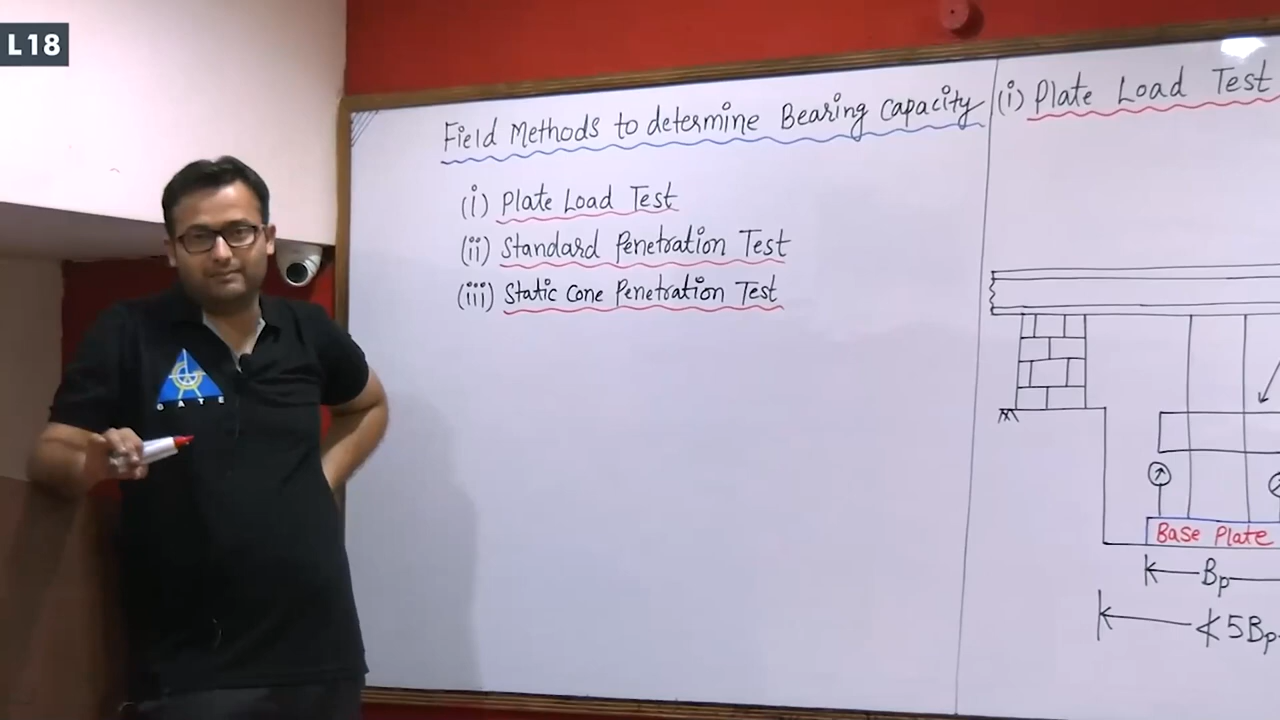 L18
Field Methods to determine Bearing Capacity
(i) Plate Load Test
(ii) Standard Penetration Test
(iii) Static Cone Penetration Test
(i) Plate Load Test
Base Plate
Bp
≮ 5Bp
GATE